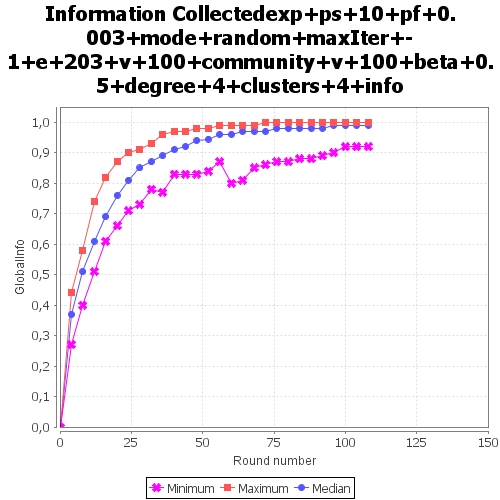 Information Collectedexp+ps+10+pf+0.
003+mode+random+maxIter+-
1+e+203+v+100+community+v+100+beta+0.
5+degree+4+clusters+4+info
1,0
0,9
0,8
0,7
0,6
0,5
0,4
0,3
0,2
0,1
0,0
GlobalInfo
0 25 50 75 100 125 150
Round number
Minimum Maximum Median